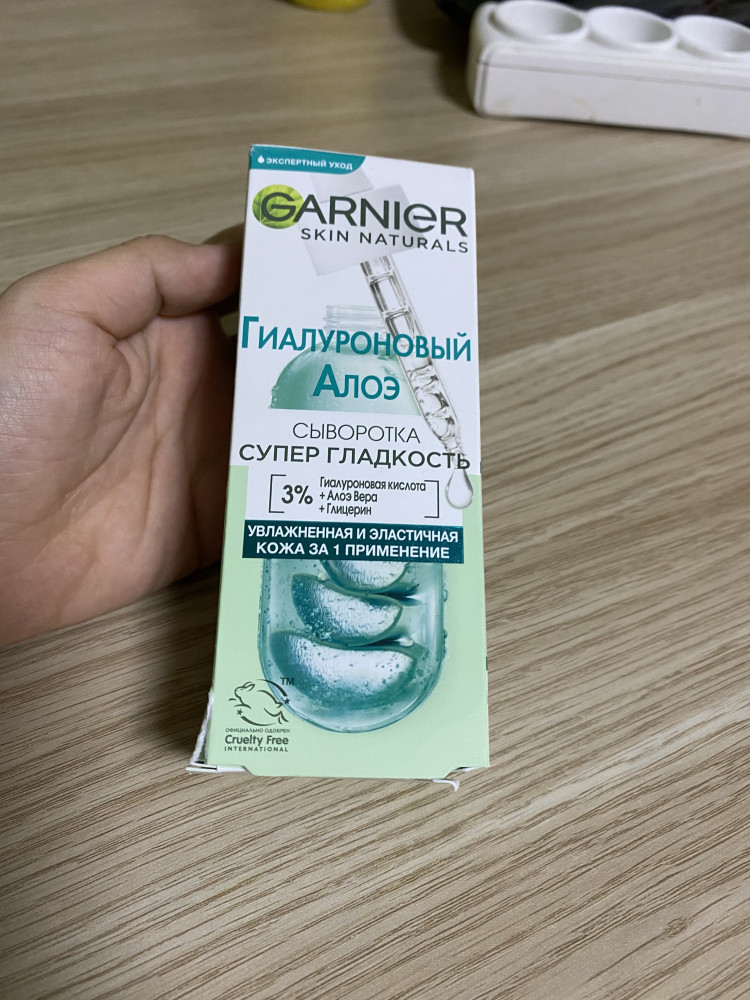 ЭКСПЕРТНЫЙ УХОД
GARNIER
SKIN NATURALS
ГИАЛУРОНОВЫЙ
АЛОЭ
СЫВОРОТКА
СУПЕР ГЛАДКОСТЬ
3% Гиалуроновая кислота
+ Алоэ Вера
+ Глицерин
УВЛАЖНЕННАЯ И ЭЛАСТИЧНАЯ
КОЖА ЗА 1 ПРИМЕНЕНИЕ
TM
ОФИЦИАЛЬНО ОДОБРЕН
Cruelty Free
INTERNATIONAL